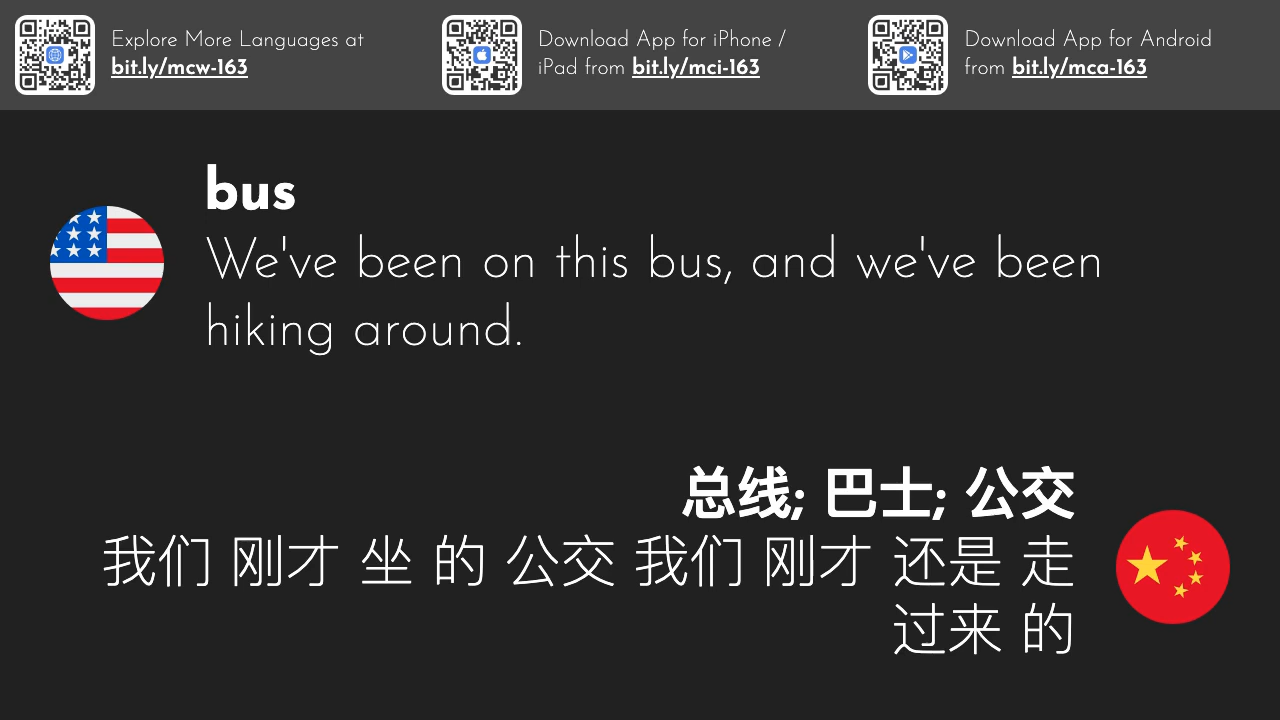 Explore More Languages at
bit.ly/mcw-163
Download App for iPhone /
iPad from bit.ly/mci-163
Download App for Android
from bit.ly/mca-163
bus
We've been on this bus, and we've been
hiking around.
总线; 巴士; 公交
我们 刚才 坐 的 公交 我们 刚才 还是 走
过来 的